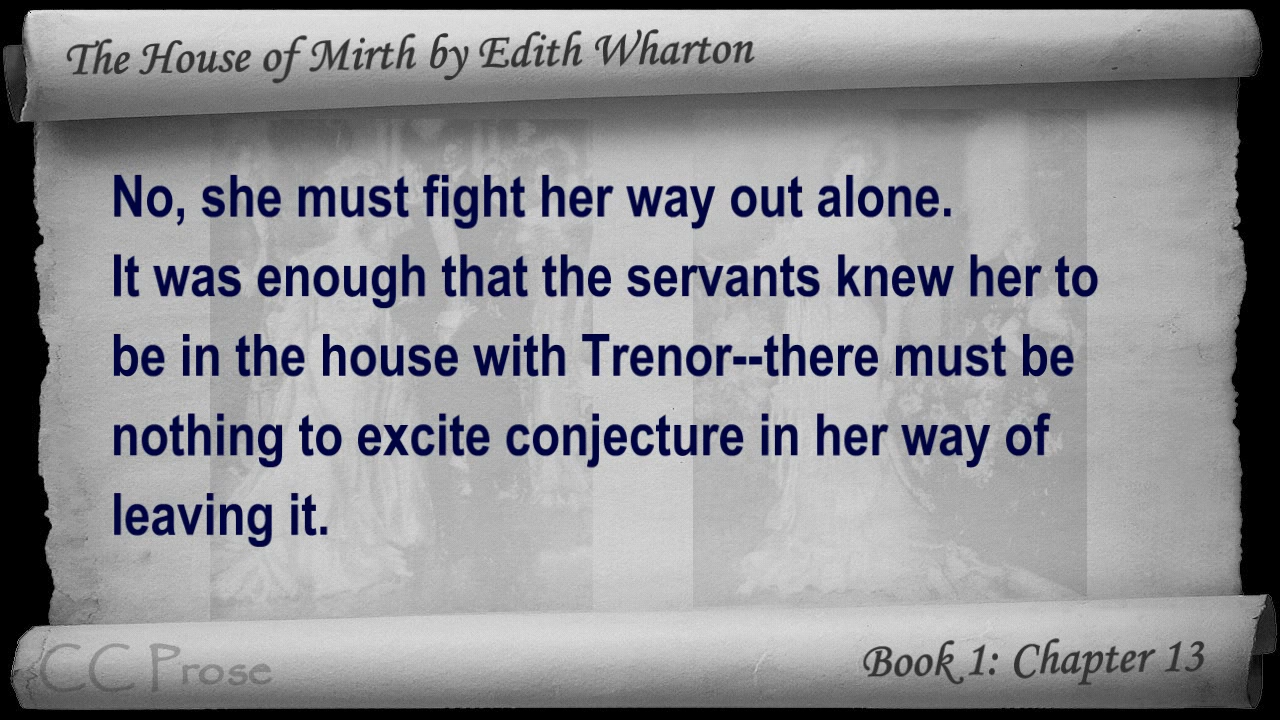 The House of Mirth by Edith Wharton
No, she must fight her way out alone.
It was enough that the servants knew her to
be in the house with Trenor--there must be
nothing to excite conjecture in her way of
leaving it.
CC Prose
Book 1: Chapter 13